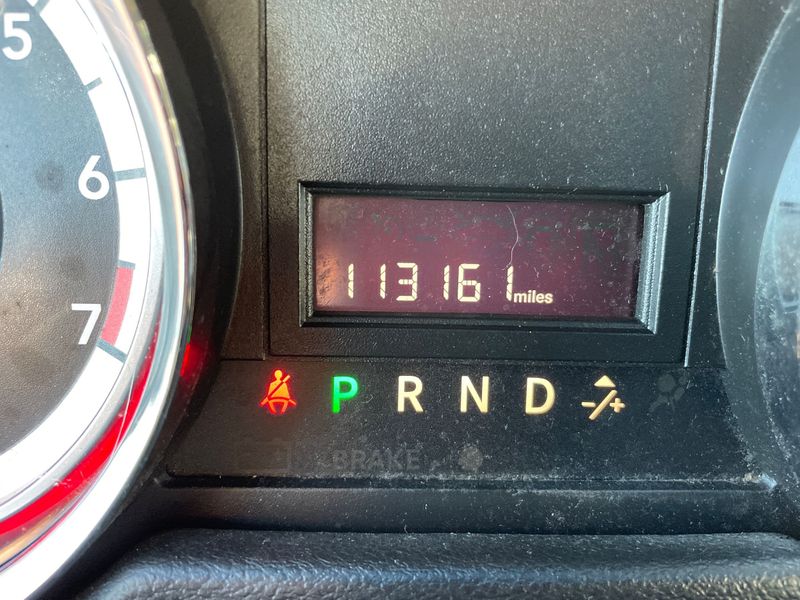 5
6
7
113161 miles
P R N D -/+
BRAKE